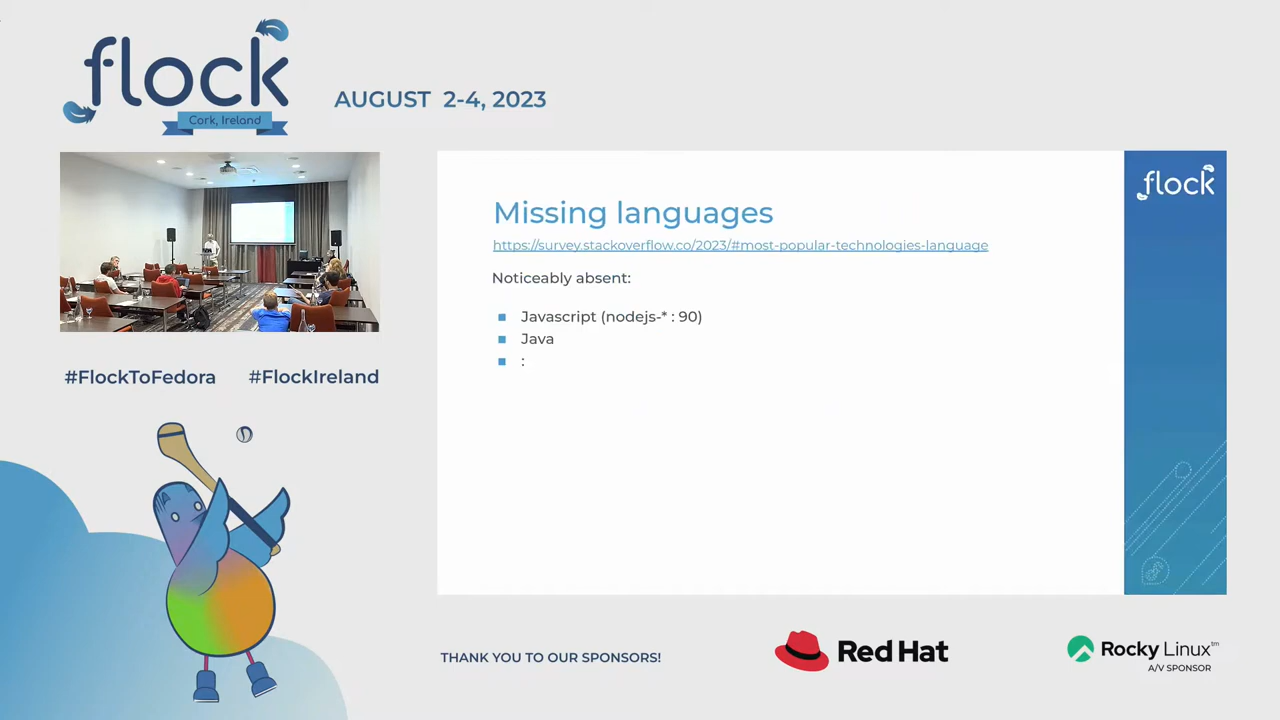 flock
Cork, Ireland
AUGUST 2-4, 2023
flock
Missing languages
https://survey.stackoverflow.co/2023/#most-popular-technologies-language
Noticeably absent:
Javascript (nodejs-* : 90)
Java
:
#FlockToFedora #FlockIreland
THANK YOU TO OUR SPONSORS!
Red Hat
Rocky Linux™
A/V SPONSOR